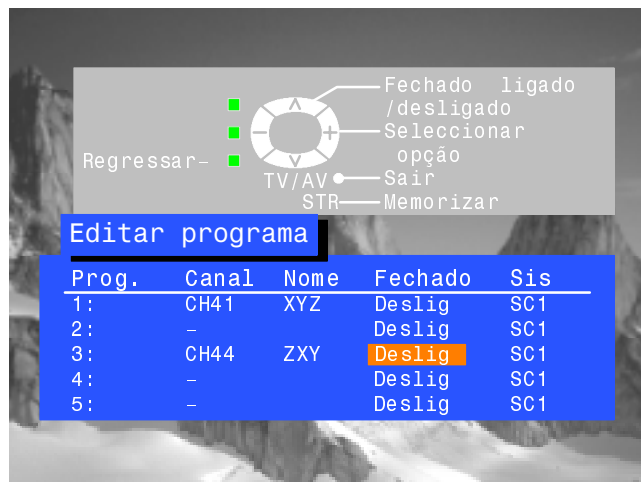 Fechado ligado
/desligado
Seleccionar
opção
Regressar–
TV/AV Sair
STR Memorizar
Editar programa
Prog. Canal Nome Fechado Sis
1: CH41 XYZ Deslig SC1
2: – Deslig SC1
3: CH44 ZXY Deslig SC1
4: – Deslig SC1
5: – Deslig SC1